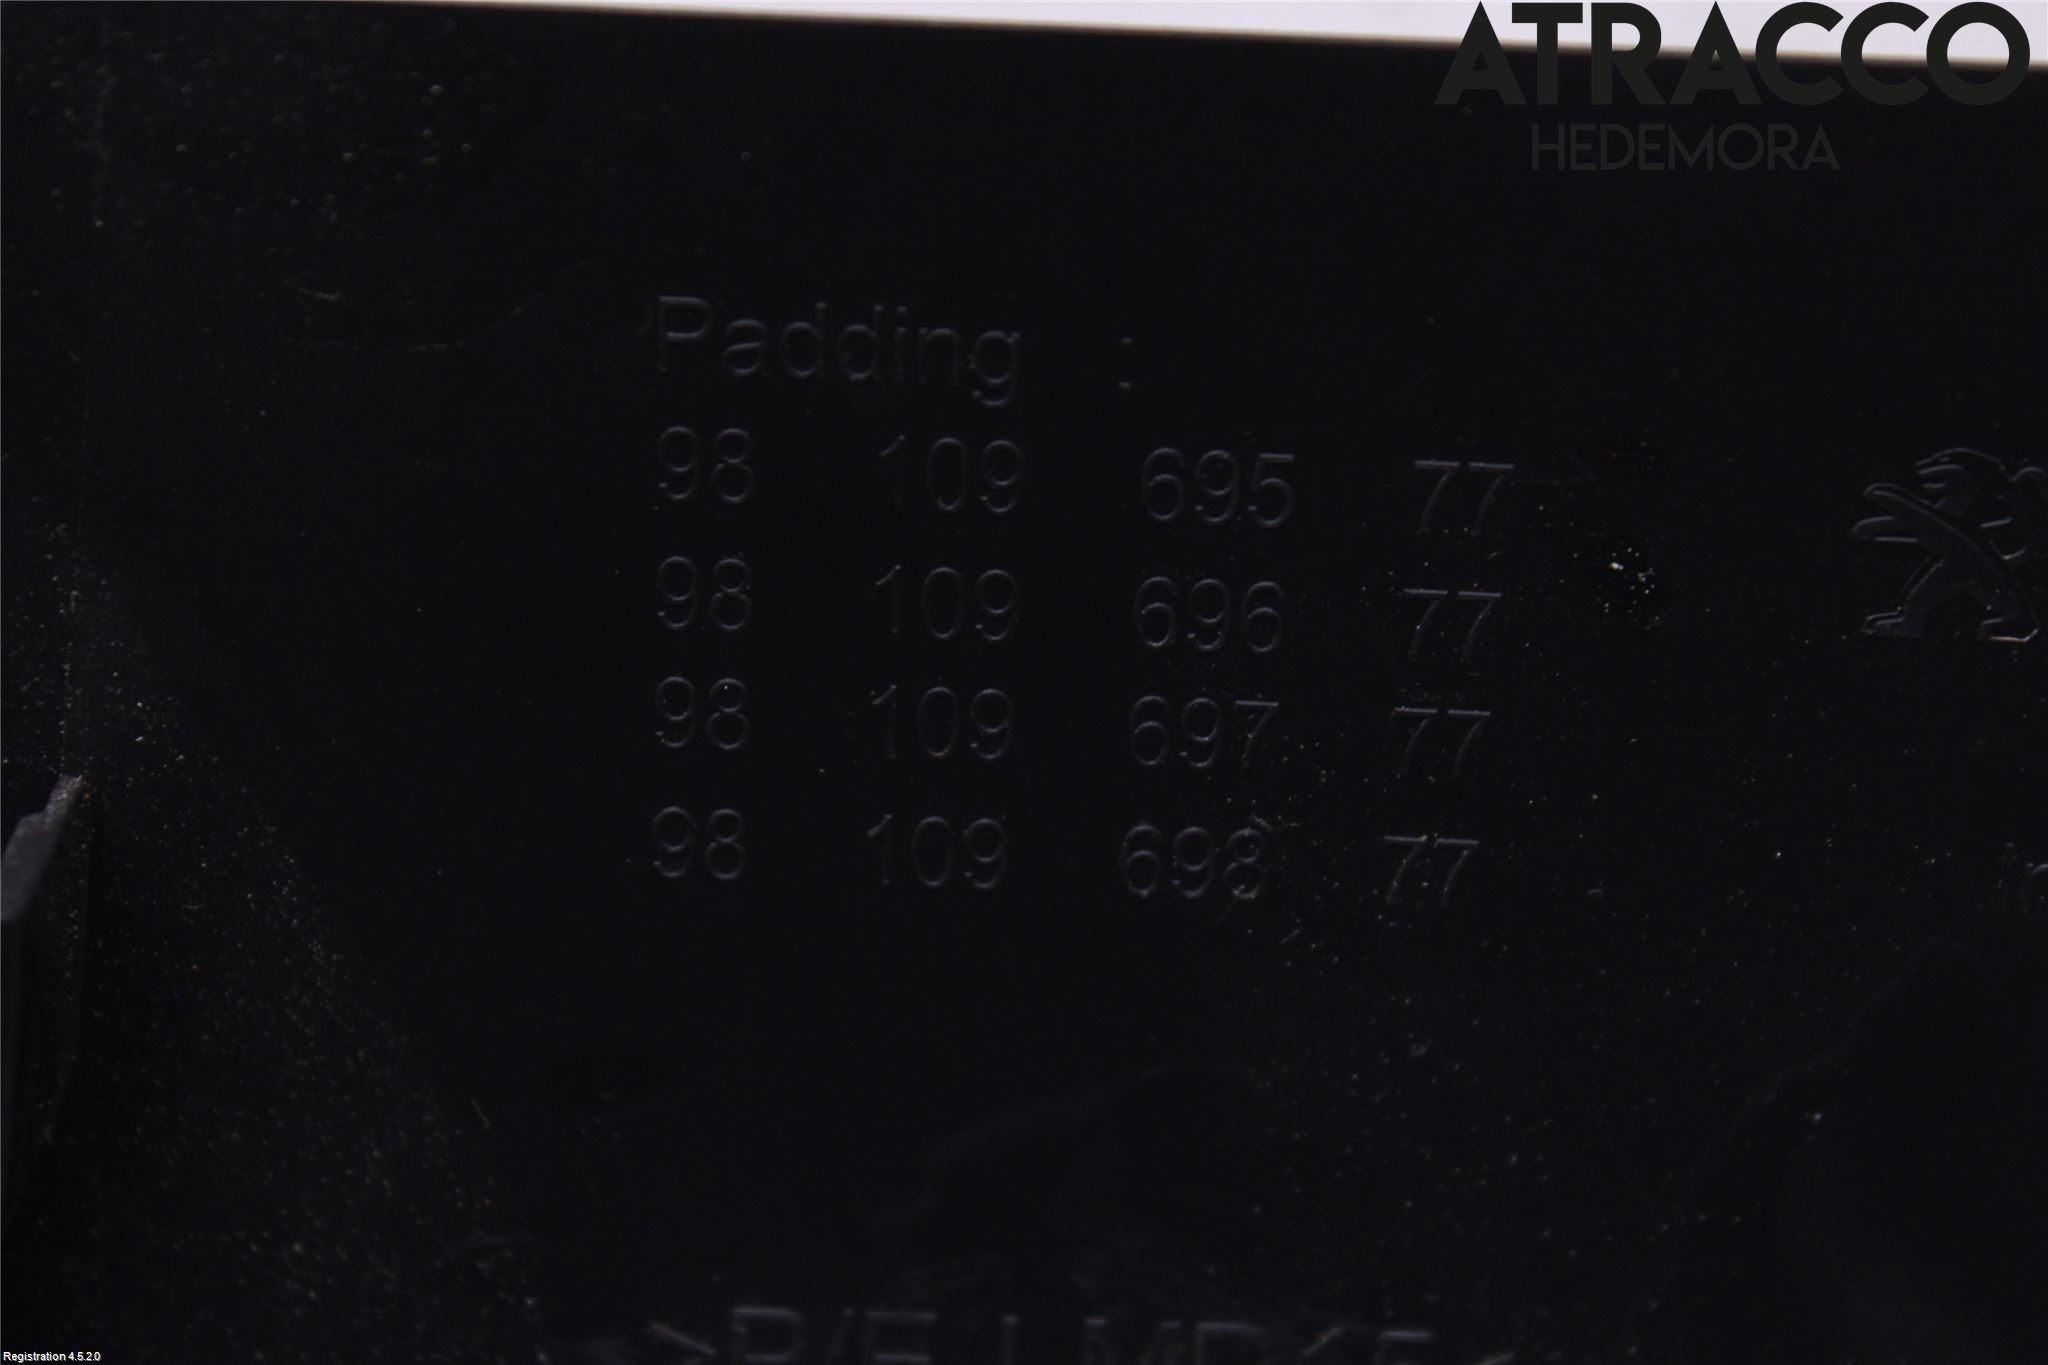 ATRACCO
HEDEMORA
Padding :
98 109 695 77
98 109 696 77
98 109 697 77
98 109 698 77
Registration 4.5.2.0